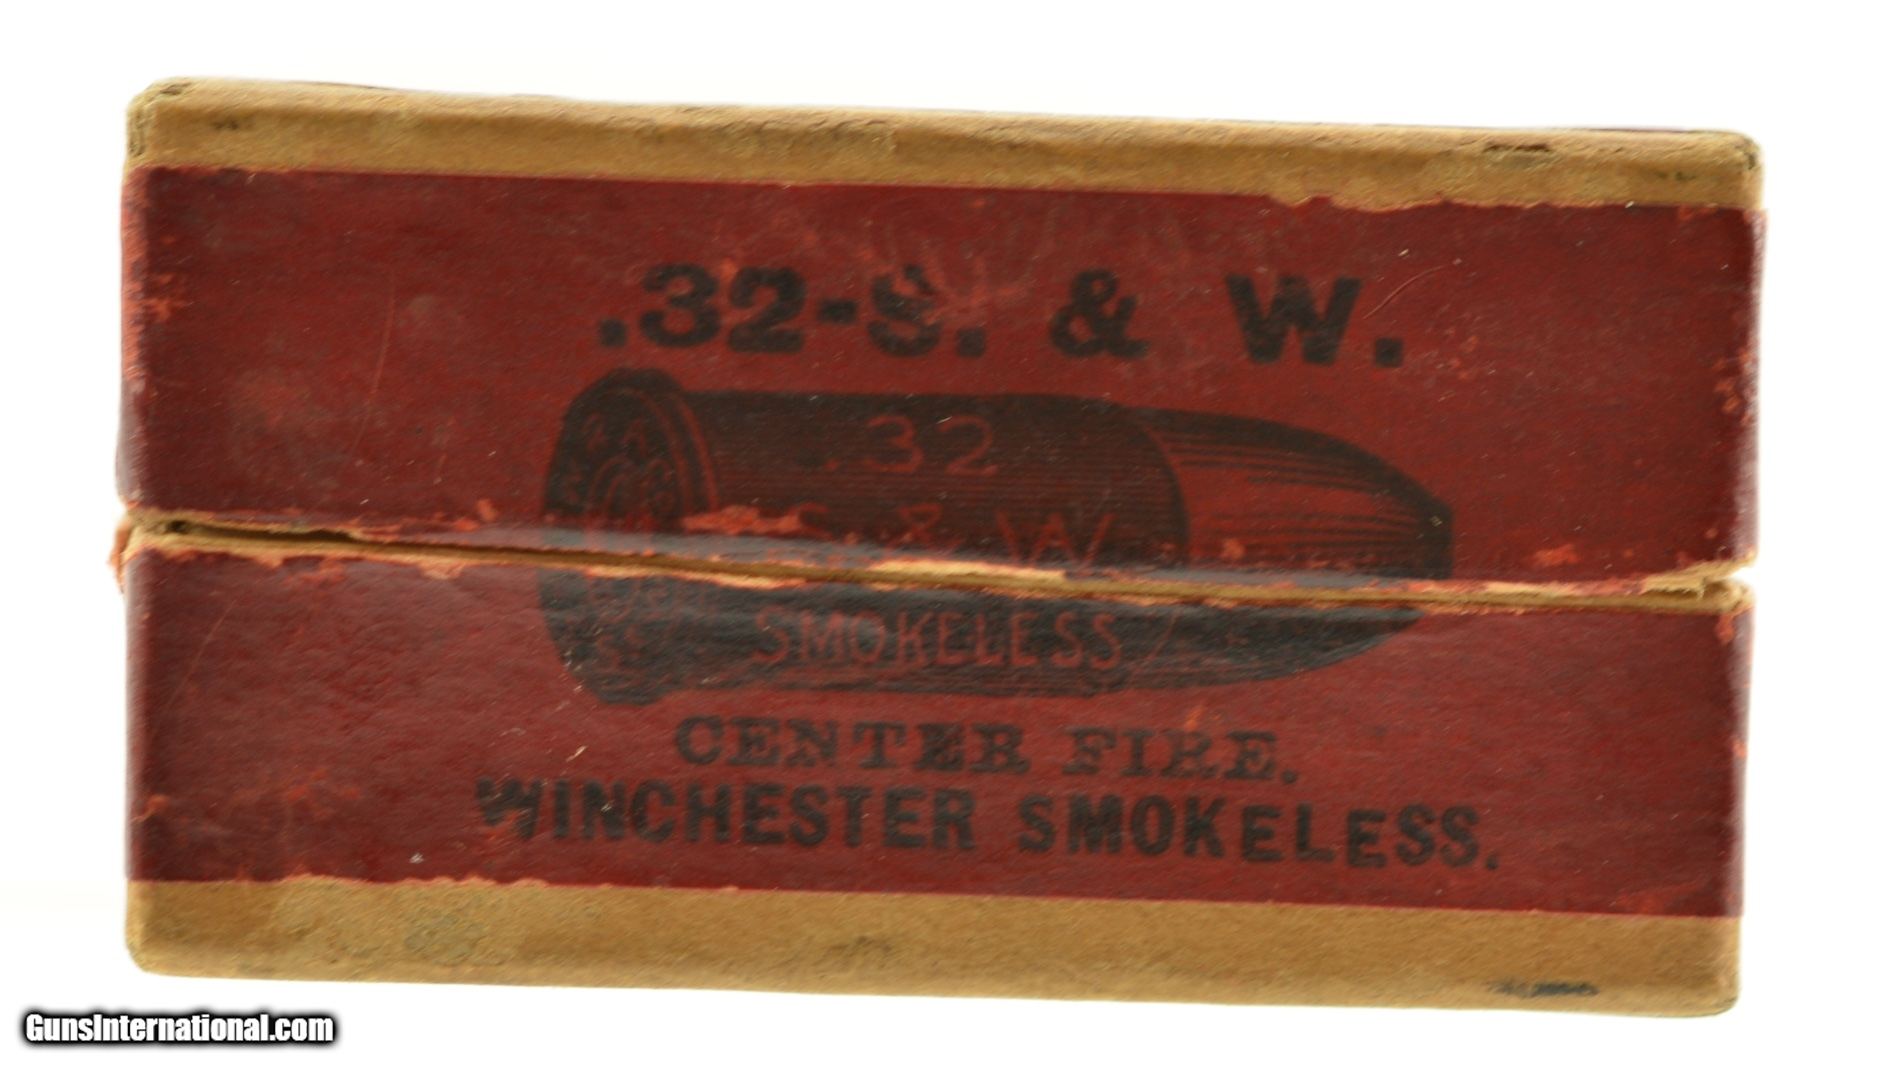 .32-S. & W.
.32
S. & W
SMOKELESS
CENTER FIRE.
WINCHESTER SMOKELESS.
GunsInternational.com